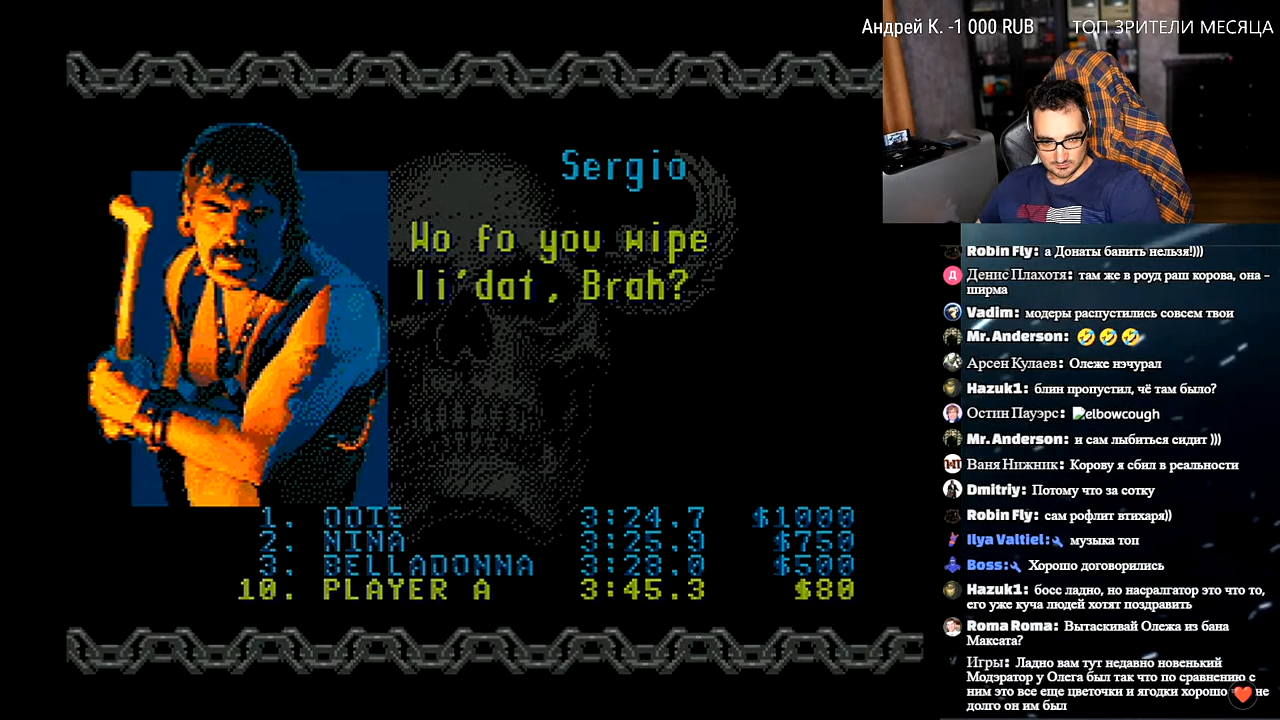 Андрей К. -1 000 RUB
ТОП ЗРИТЕЛИ МЕСЯЦА
Sergio
Wo fo you wipe
li'dat, Brah?
1. ODIE 3:24.7 $1000
2. NINA 3:25.9 $750
3. BELLADONNA 3:28.0 $500
10. PLAYER A 3:45.3 $80
Robin Fly: а Донаты банить нельзя!)))
Д Денис Плахотя: там же в роуд раш корова, она -
ширма
Vadim: модеры распустились совсем твои
Mr. Anderson: 🤣 🤣 🤣
Арсен Кулаев: Олеже нэчурал
Hazuk1: блин пропустил, чё там было?
Остин Пауэрс: elbowcough
Mr. Anderson: и сам лыбиться сидит )))
Ваня Нижник: Корову я сбил в реальности
Dmitriy: Потому что за сотку
Robin Fly: сам рофлит втихаря))
Ilya Valtiel: музыка топ
Boss: Хорошо договорились
Hazuk1: босс ладно, но насралгатор это что то,
его уже куча людей хотят поздравить
Roma Roma: Вытаскивай Олежа из бана
Максата?
Игры: Ладно вам тут недавно новенький
Модэратор у Олега был так что по сравнению с
ним это все еще цветочки и ягодки хорошо не
долго он им был